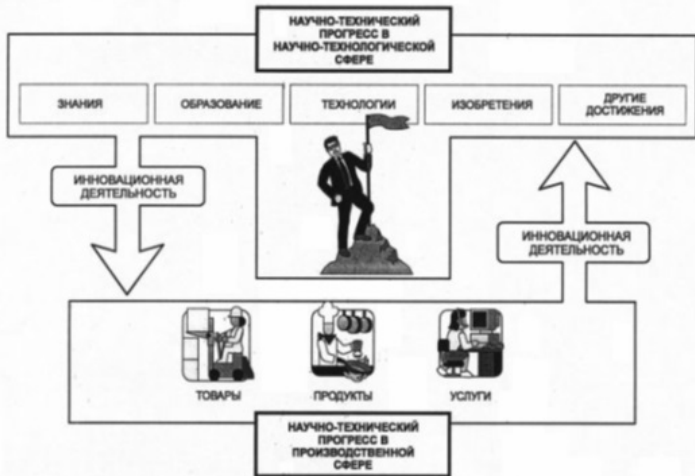 НАУЧНО-ТЕХНИЧЕСКИЙ
ПРОГРЕСС В
НАУЧНО-ТЕХНОЛОГИЧЕСКОЙ
СФЕРЕ
ЗНАНИЯ
ОБРАЗОВАНИЕ
ТЕХНОЛОГИИ
ИЗОБРЕТЕНИЯ
ДРУГИЕ
ДОСТИЖЕНИЯ
ИННОВАЦИОННАЯ
ДЕЯТЕЛЬНОСТЬ
ИННОВАЦИОННАЯ
ДЕЯТЕЛЬНОСТЬ
ТОВАРЫ
ПРОДУКТЫ
УСЛУГИ
НАУЧНО-ТЕХНИЧЕСКИЙ
ПРОГРЕСС В
ПРОИЗВОДСТВЕННОЙ
СФЕРЕ